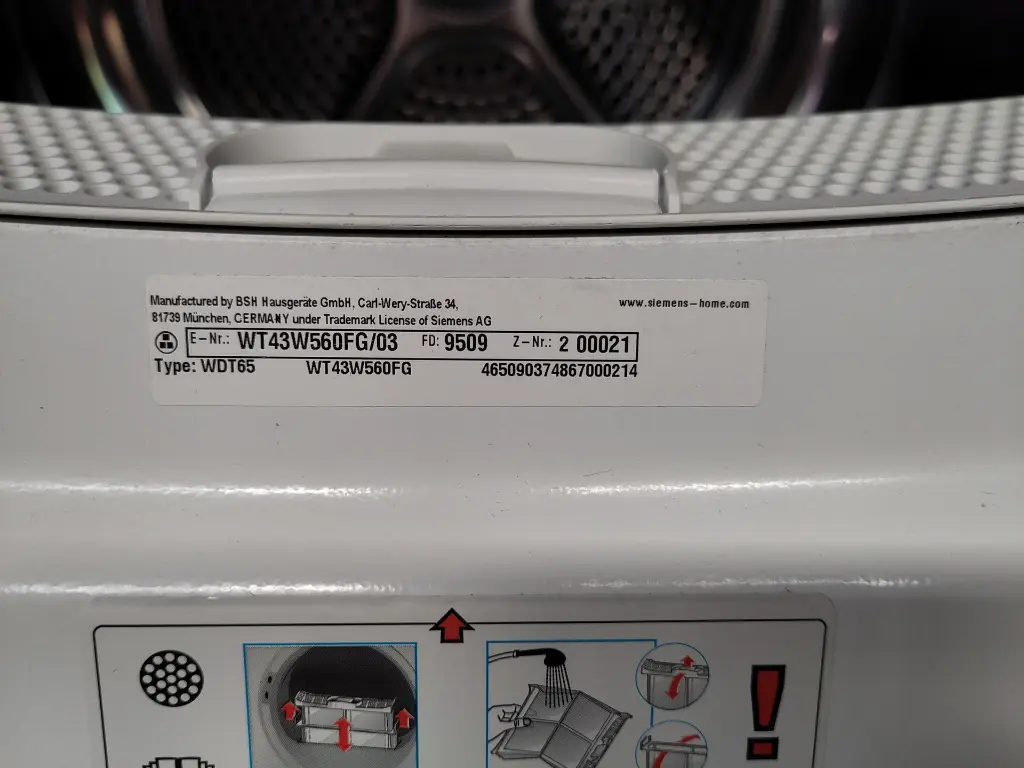 Manufactured by BSH Hausgeräte GmbH, Carl-Wery-Straße 34,
www.siemens-home.com
81739 München, GERMANY under Trademark License of Siemens AG
E-Nr.: WT43W560FG/03 FD: 9509 Z-Nr.: 2 00021
Type: WDT65 WT43W560FG 465090374867000214